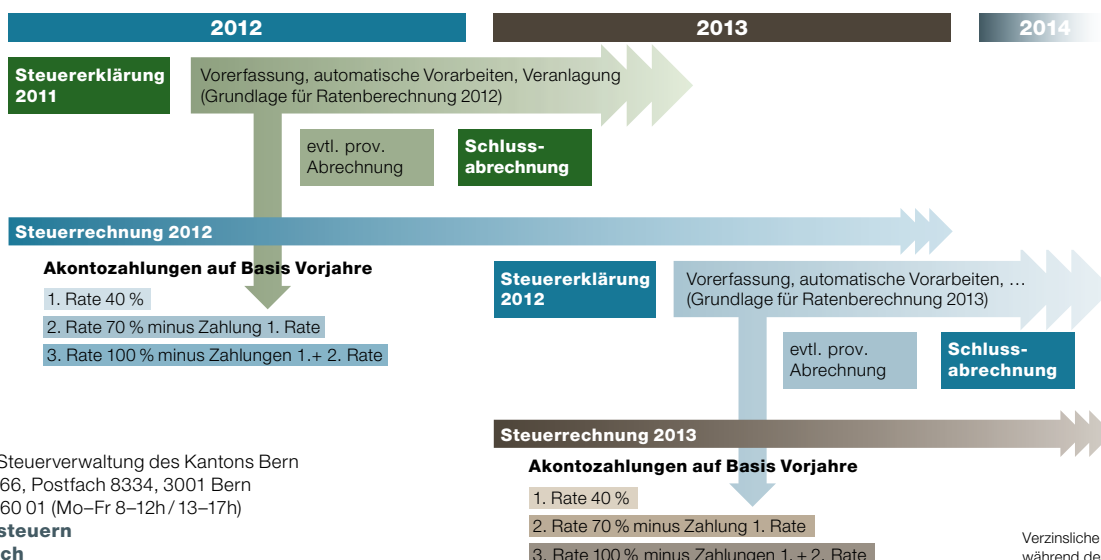 2012
2013
2014
Steuererklärung
2011
Vorerfassung, automatische Vorarbeiten, Veranlagung
(Grundlage für Ratenberechnung 2012)
evtl. prov.
Abrechnung
Schluss-
abrechnung
Steuerrechnung 2012
Akontozahlungen auf Basis Vorjahre
1. Rate 40 %
2. Rate 70 % minus Zahlung 1. Rate
3. Rate 100 % minus Zahlungen 1.+ 2. Rate
Steuererklärung
2012
Vorerfassung, automatische Vorarbeiten, …
(Grundlage für Ratenberechnung 2013)
evtl. prov.
Abrechnung
Schluss-
abrechnung
Steuerrechnung 2013
Akontozahlungen auf Basis Vorjahre
1. Rate 40 %
2. Rate 70 % minus Zahlung 1. Rate
3. Rate 100 % minus Zahlungen 1. + 2. Rate
Steuerverwaltung des Kantons Bern
66, Postfach 8334, 3001 Bern
60 01 (Mo–Fr 8–12h / 13–17h)
steuern
ch
Verzinsliche
während de